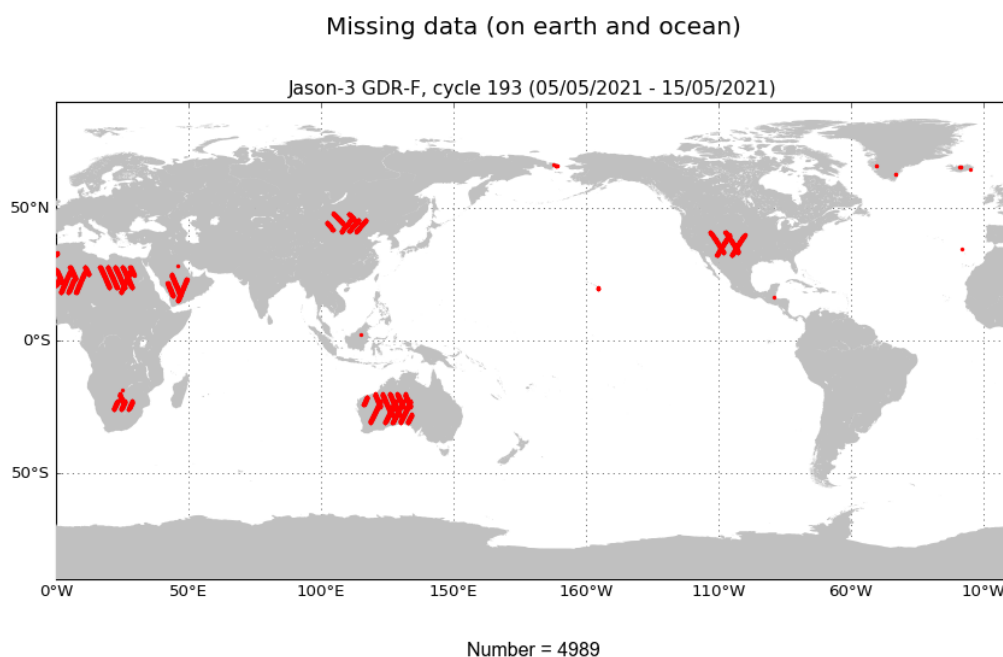 Missing data (on earth and ocean)
Jason-3 GDR-F, cycle 193 (05/05/2021 - 15/05/2021)
50°N
0°S
50°S
0°W 50°E 100°E 150°E 160°W 110°W 60°W 10°W
Number = 4989